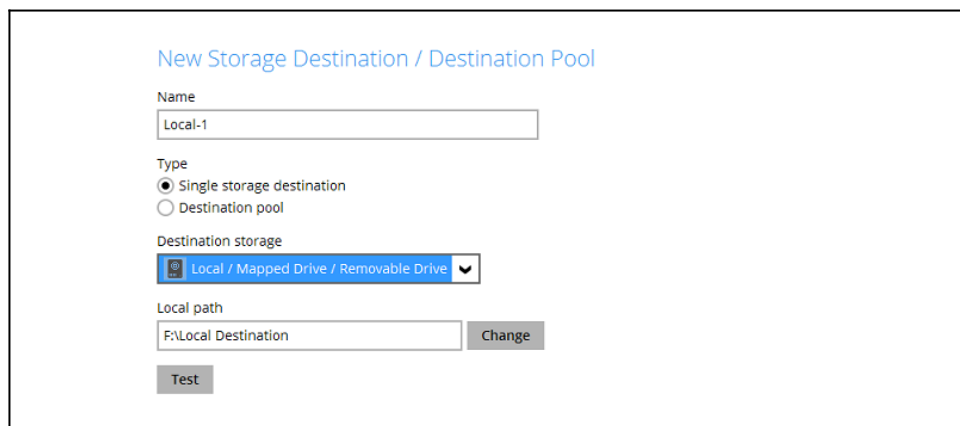 New Storage Destination / Destination Pool
Name
Local-1
Type
Single storage destination
Destination pool
Destination storage
Local / Mapped Drive / Removable Drive
Local path
F:\Local Destination
Change
Test